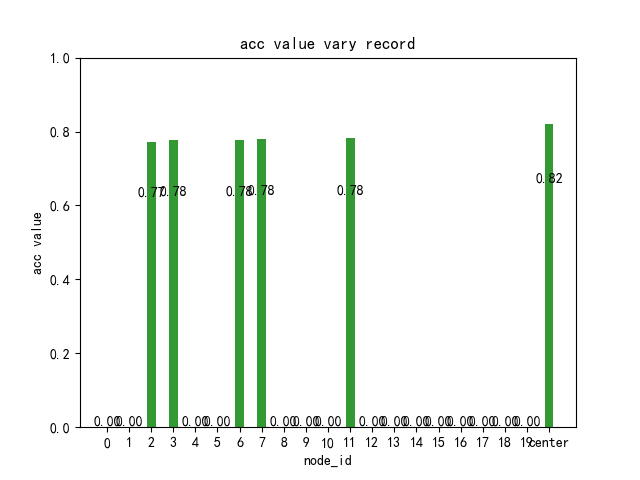 acc value vary record
1.0
0.8
0.6
0.4
0.2
0.0
acc value
0.82
0.77 0.78 0.78 0.78 0.78
0.00 0.00 0.00 0.00 0.00 0.00 0.00 0.00 0.00 0.00 0.00 0.00 0.00 0.00 0.00
0 1 2 3 4 5 6 7 8 9 10 11 12 13 14 15 16 17 18 19 center
node_id